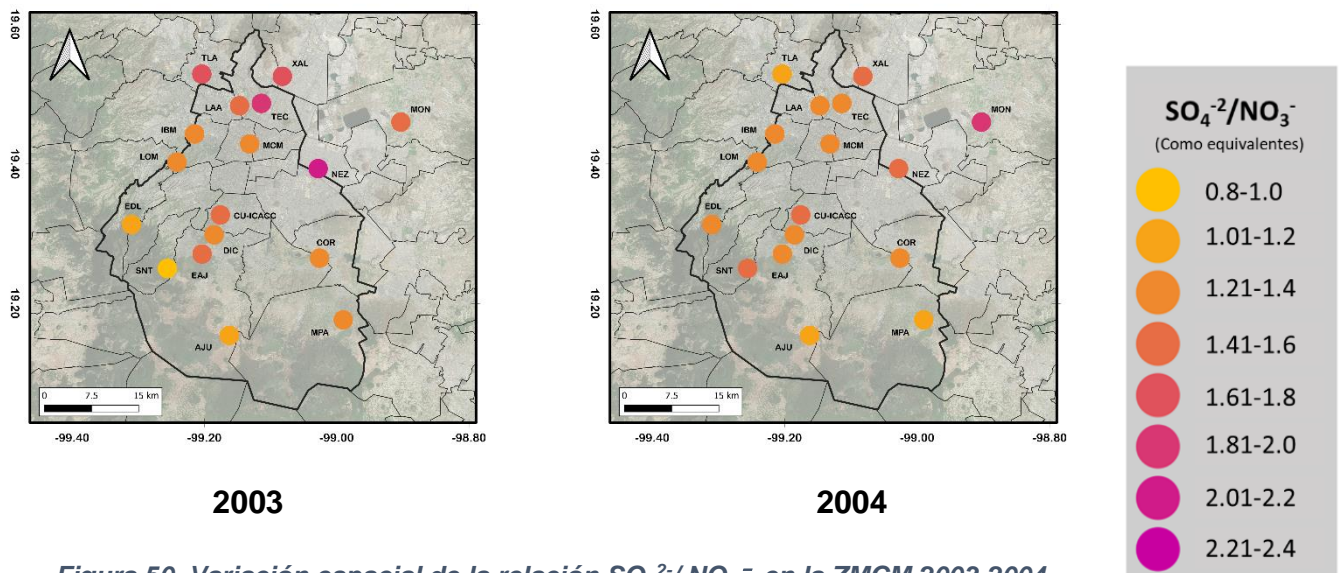 19.60
19.40
19.20
TLA
XAL
LAA
TEC
MON
IBM
MCM
LOM
NEZ
EDL
CU-ICACC
DIC
COR
SNT
EAJ
MPA
AJU
0 7.5 15 km
-99.40 -99.20 -99.00 -98.80
2003
19.60
19.40
19.20
TLA
XAL
LAA
TEC
MON
IBM
MCM
LOM
NEZ
EDL
CU-ICACC
DIC
COR
SNT
EAJ
MPA
AJU
0 7.5 15 km
-99.40 -99.20 -99.00 -98.80
2004
SO₄⁻²/NO₃⁻
(Como equivalentes)
0.8-1.0
1.01-1.2
1.21-1.4
1.41-1.6
1.61-1.8
1.81-2.0
2.01-2.2
2.21-2.4
Figura 50. Variación espacial de la relación SO₄²⁻/ NO₃⁻ en la ZMCM 2003-2004